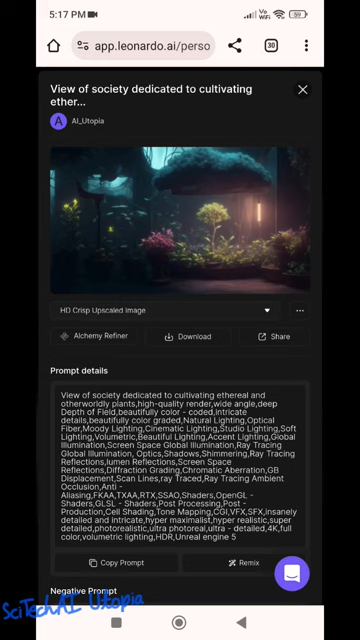 5:17 PM
Vo
WiFi
59
app.leonardo.ai/perso
30
View of society dedicated to cultivating
ether...
A
AI_Utopia
HD Crisp Upscaled Image
Alchemy Refiner
Download
Share
Prompt details
View of society dedicated to cultivating ethereal and
otherworldly plants,high-quality render,wide angle,deep
Depth of Field,beautifully color - coded,intricate
details,beautifully color graded,Natural Lighting,Optical
Fiber,Moody Lighting,Cinematic Lighting,Studio Lighting,Soft
Lighting,Volumetric,Beautiful Lighting,Accent Lighting,Global
Illumination,Screen Space Global Illumination,Ray Tracing
Global Illumination, Optics,Shadows,Shimmering,Ray Tracing
Reflections,lumen Reflections,Screen Space
Reflections,Diffraction Grading,Chromatic Aberration,GB
Displacement,Scan Lines,ray Traced,Ray Tracing Ambient
Occlusion,Anti -
Aliasing,FKAA,TXAA,RTX,SSAO,Shaders,OpenGL -
Shaders,GLSL - Shaders,Post Processing,Post -
Production,Cell Shading,Tone Mapping,CGI,VFX,SFX,insanely
detailed and intricate,hyper maximalist,hyper realistic,super
detailed,photorealistic,ultra photoreal,ultra - detailed,4K,full
color,volumetric lighting,HDR,Unreal engine 5
Copy Prompt
Remix
Negative Prompt
SciTechAI Utopia